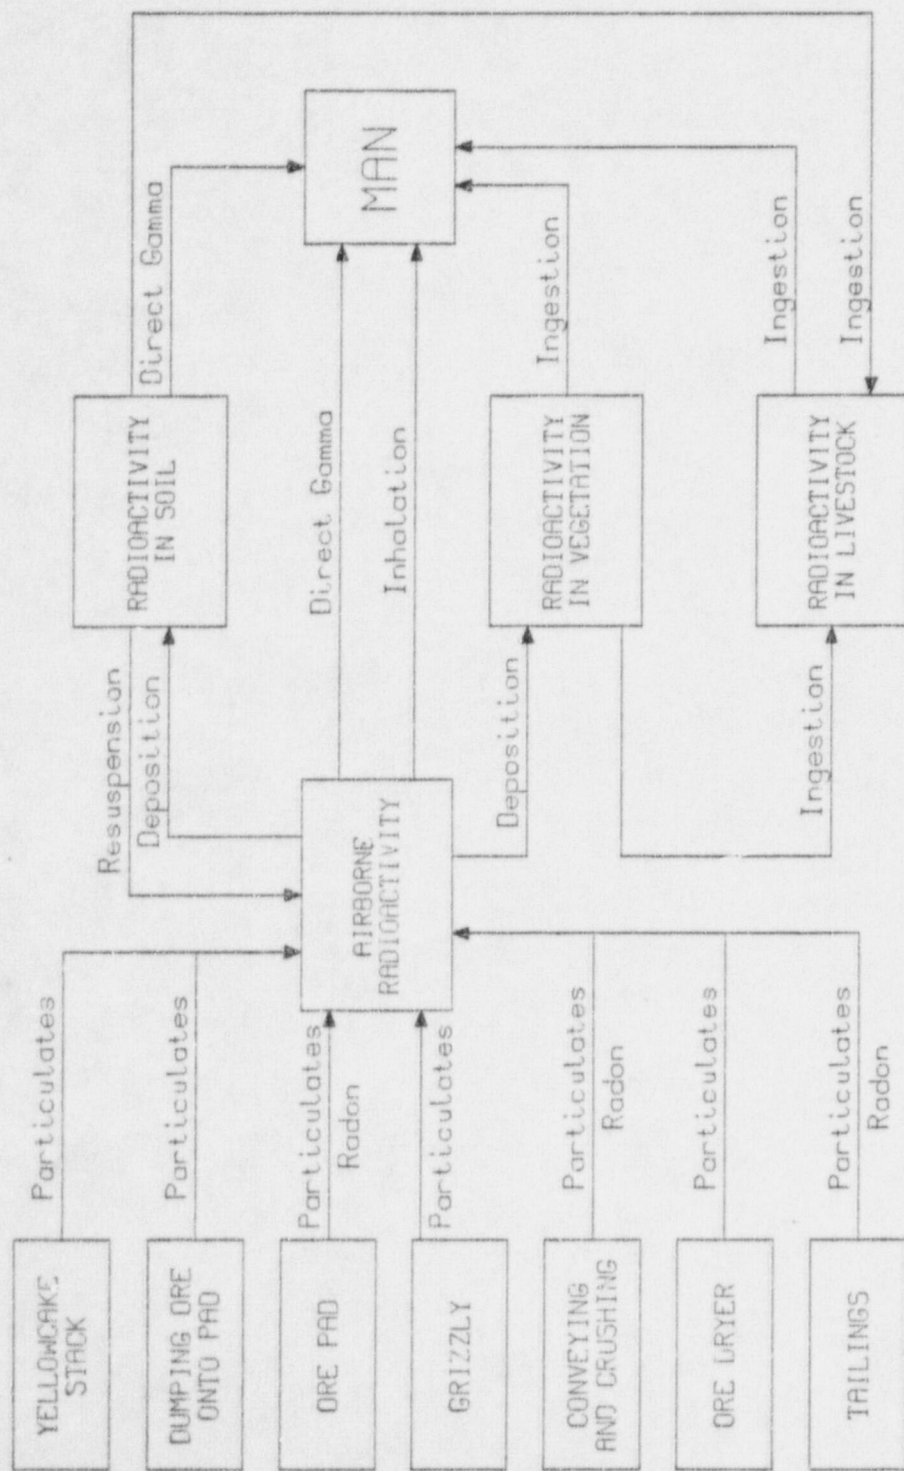 YELLOWCAKE
STACK
Particulates
DUMPING ORE
ONTO PAD
Particulates
ORE PAD
Particulates
Radon
GRIZZLY
Particulates
CONVEYING
AND CRUSHING
Particulates
Radon
ORE DRYER
Particulates
TAILINGS
Particulates
Radon
AIRBORNE
RADIOACTIVITY
Resuspension
Deposition
RADIOACTIVITY
IN SOIL
Direct Gamma
Direct Gamma
Inhalation
MAN
Deposition
RADIOACTIVITY
IN VEGETATION
Ingestion
Ingestion
RADIOACTIVITY
IN LIVESTOCK
Ingestion
Ingestion